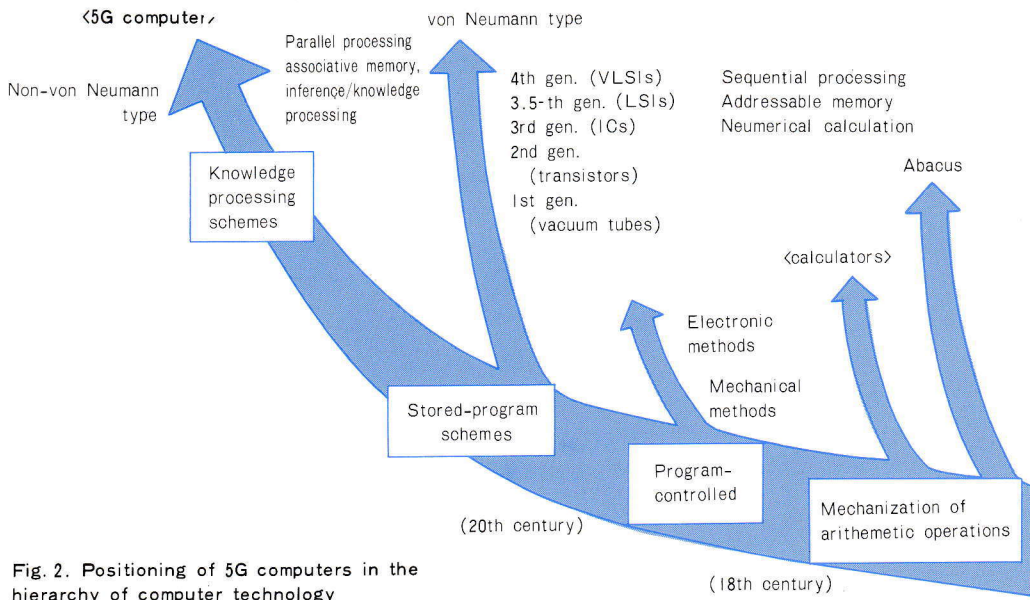 <5G computer>
Non-von Neumann
type
Parallel processing
associative memory,
inference/knowledge
processing
von Neumann type
4th gen. (VLSIs)
3.5-th gen. (LSIs)
3rd gen. (ICs)
2nd gen.
(transistors)
1st gen.
(vacuum tubes)
Sequential processing
Addressable memory
Neumerical calculation
Abacus
<calculators>
Knowledge
processing
schemes
Electronic
methods
Mechanical
methods
Stored-program
schemes
Program-
controlled
Mechanization of
arithemetic operations
(20th century)
(18th century)
Fig. 2. Positioning of 5G computers in the
hierarchy of computer technology